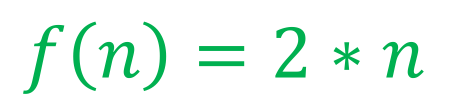 f(n) = 2 * n